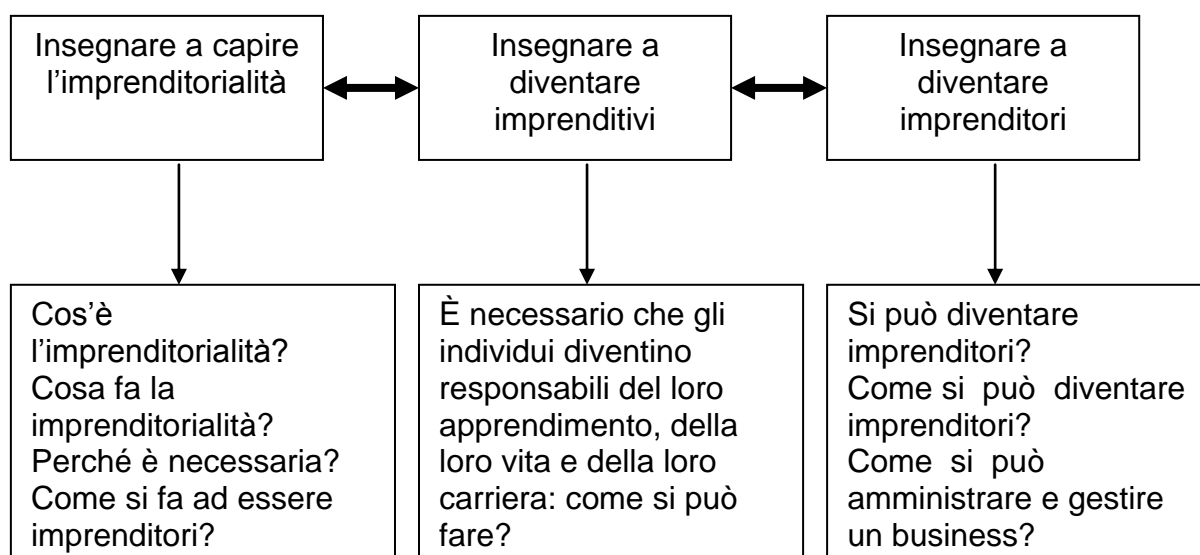 Insegnare a capire
l’imprenditorialità
Insegnare a
diventare
imprenditivi
Insegnare a
diventare
imprenditori
Cos’è
l’imprenditorialità?
Cosa fa la
imprenditorialità?
Perché è necessaria?
Come si fa ad essere
imprenditori?
È necessario che gli
individui diventino
responsabili del loro
apprendimento, della
loro vita e della loro
carriera: come si può
fare?
Si può diventare
imprenditori?
Come si può diventare
imprenditori?
Come si può
amministrare e gestire
un business?